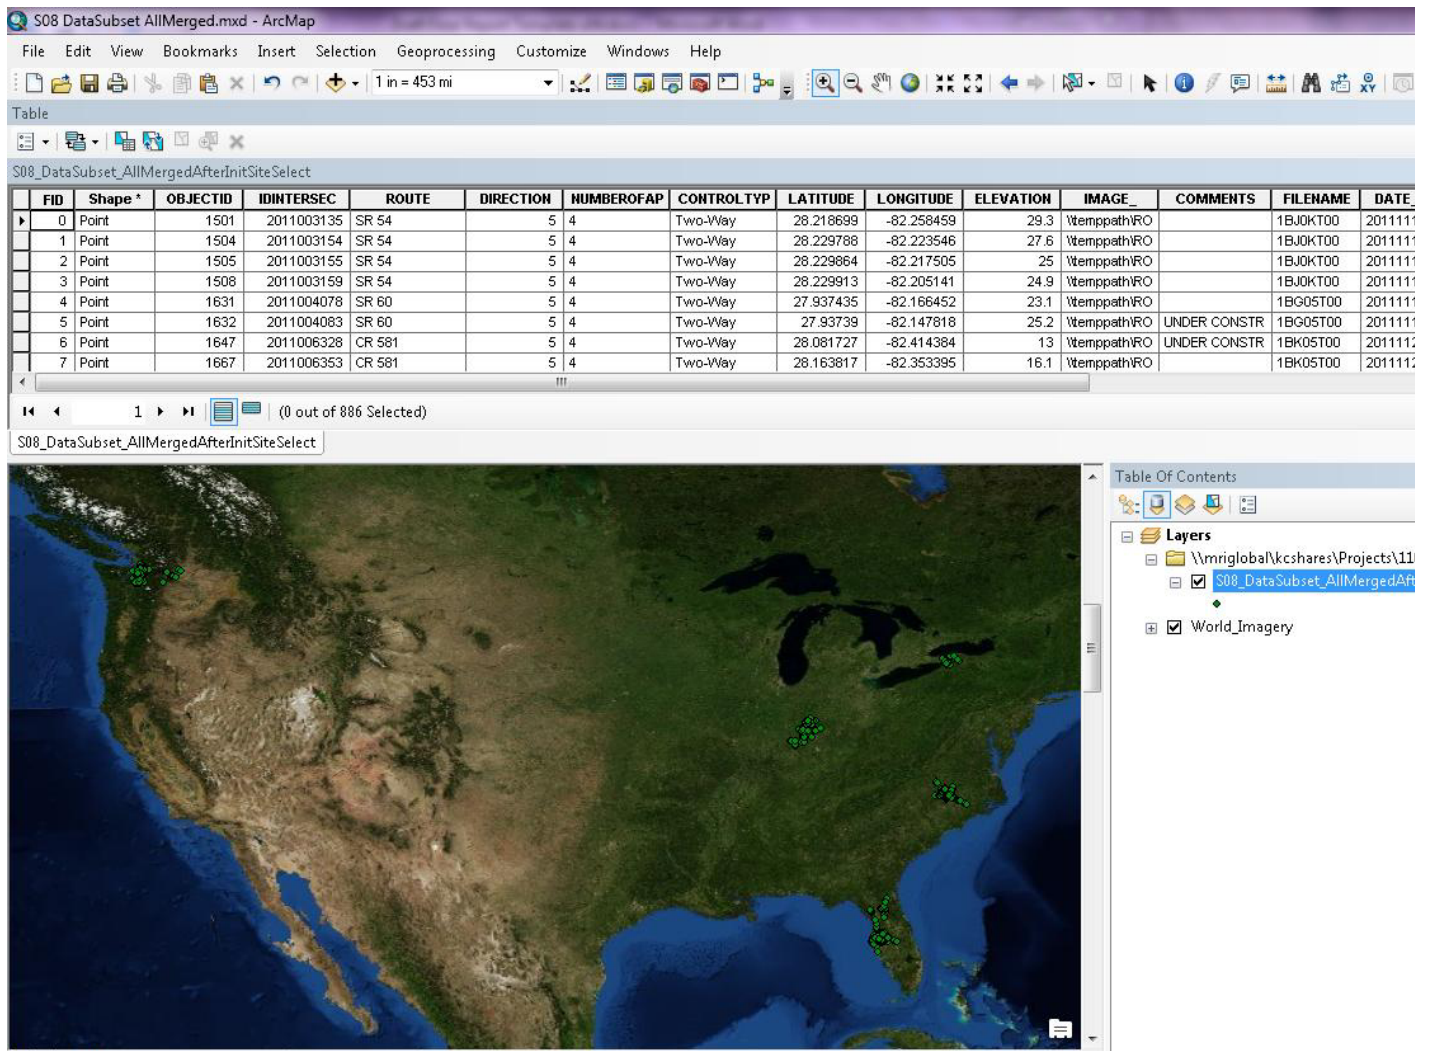 S08 DataSubset AllMerged.mxd - ArcMap
File Edit View Bookmarks Insert Selection Geoprocessing Customize Windows Help
1 in = 453 mi
Table
S08_DataSubset_AllMergedAfterInitSiteSelect
FID Shape * OBJECTID IDINTERSEC ROUTE DIRECTION NUMBEROFAP CONTROLTYP LATITUDE LONGITUDE ELEVATION IMAGE_ COMMENTS FILENAME DATE_
0 Point 1501 2011003135 SR 54 5 4 Two-Way 28.218699 -82.258459 29.3 \\temppath\RO 1BJ0KT00 2011111
1 Point 1504 2011003154 SR 54 5 4 Two-Way 28.229788 -82.223546 27.6 \\temppath\RO 1BJ0KT00 2011111
2 Point 1505 2011003155 SR 54 5 4 Two-Way 28.229864 -82.217505 25 \\temppath\RO 1BJ0KT00 2011111
3 Point 1508 2011003159 SR 54 5 4 Two-Way 28.229913 -82.205141 24.9 \\temppath\RO 1BJ0KT00 2011111
4 Point 1631 2011004078 SR 60 5 4 Two-Way 27.937435 -82.166452 23.1 \\temppath\RO 1BG05T00 2011111
5 Point 1632 2011004083 SR 60 5 4 Two-Way 27.93739 -82.147818 25.2 \\temppath\RO UNDER CONSTR 1BG05T00 2011111
6 Point 1647 2011006328 CR 581 5 4 Two-Way 28.081727 -82.414384 13 \\temppath\RO UNDER CONSTR 1BK05T00 2011112
7 Point 1667 2011006353 CR 581 5 4 Two-Way 28.163817 -82.353395 16.1 \\temppath\RO 1BK05T00 2011112
1 (0 out of 886 Selected)
S08_DataSubset_AllMergedAfterInitSiteSelect
Table Of Contents
Layers
\\mriglobal\kcshares\Projects\11
S08_DataSubset_AllMergedAft
World_Imagery